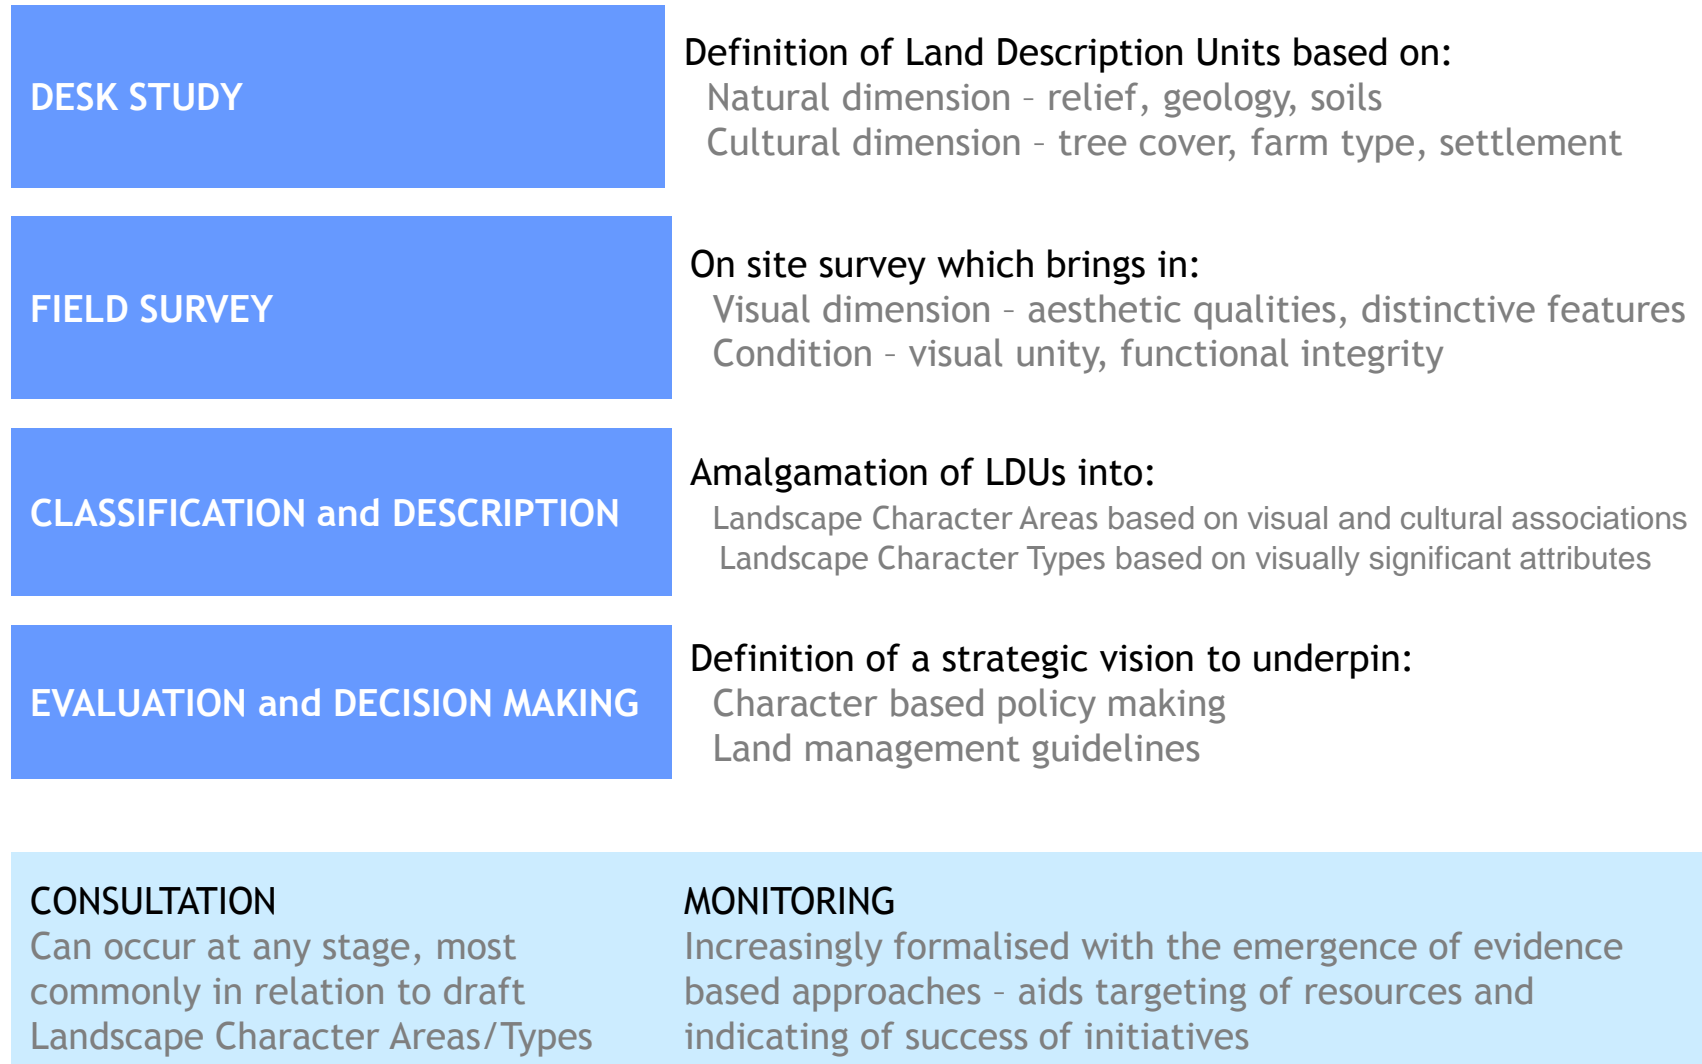 DESK STUDY
Definition of Land Description Units based on:
Natural dimension – relief, geology, soils
Cultural dimension – tree cover, farm type, settlement
FIELD SURVEY
On site survey which brings in:
Visual dimension – aesthetic qualities, distinctive features
Condition – visual unity, functional integrity
CLASSIFICATION and DESCRIPTION
Amalgamation of LDUs into:
Landscape Character Areas based on visual and cultural associations
Landscape Character Types based on visually significant attributes
EVALUATION and DECISION MAKING
Definition of a strategic vision to underpin:
Character based policy making
Land management guidelines
CONSULTATION
Can occur at any stage, most
commonly in relation to draft
Landscape Character Areas/Types
MONITORING
Increasingly formalised with the emergence of evidence
based approaches – aids targeting of resources and
indicating of success of initiatives